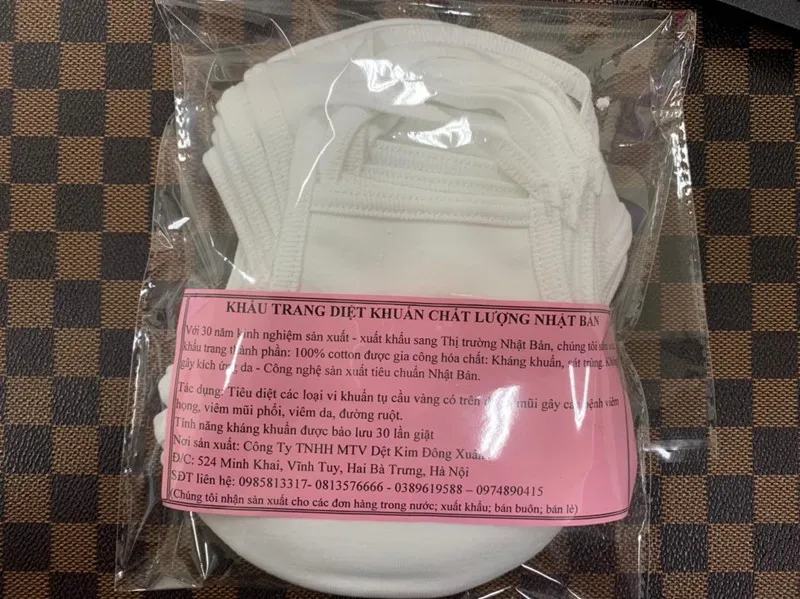 KHẨU TRANG DIỆT KHUẨN CHẤT LƯỢNG NHẬT BẢN
Với 30 năm kinh nghiệm sản xuất - xuất khẩu sang Thị trường Nhật Bản, chúng tôi
khẩu trang thành phần: 100% cotton được gia công hóa chất: Kháng khuẩn, sát trùng.
gây kích ứng da - Công nghệ sản xuất tiêu chuẩn Nhật Bản.
Tác dụng: Tiêu diệt các loại vi khuẩn tụ cầu vàng có trên mũi gây bệnh viêm
họng, viêm mũi phổi, viêm da, đường ruột.
Tính năng kháng khuẩn được bảo lưu 30 lần giặt
Nơi sản xuất: Công Ty TNHH MTV Dệt Kim Đông Xuân
Đ/C: 524 Minh Khai, Vĩnh Tuy, Hai Bà Trưng, Hà Nội
SĐT liên hệ: 0985813317- 0813576666 - 0389619588 – 0974890415
(Chúng tôi nhận sản xuất cho các đơn hàng trong nước; xuất khẩu; bán buôn; bán lẻ)